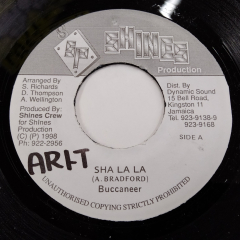 SP SHINES
Production
Arranged By
S. Richards
D. Thompson
A. Wellington
Produced By:
Shines Crew
for Shines
(P) (C) 1998
Ph: 922-2956
Dist. By
Dynamic Sound
15 Bell Road,
Kingston 11
Jamaica
Tel: 923-9138-9
923-9168
SIDE A
ARI-T
SHA LA LA
(A. BRADFORD)
Buccaneer
UNAUTHORISED COPYING STRICTLY PROHIBITED